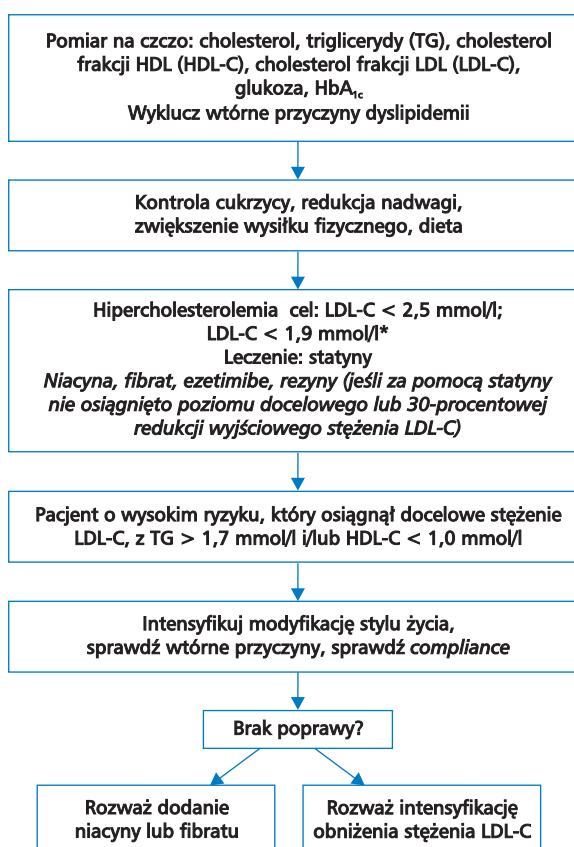 Pomiar na czczo: cholesterol, triglicerydy (TG), cholesterol
frakcji HDL (HDL-C), cholesterol frakcji LDL (LDL-C),
glukoza, HbA1c
Wyklucz wtórne przyczyny dyslipidemii
Kontrola cukrzycy, redukcja nadwagi,
zwiększenie wysiłku fizycznego, dieta
Hipercholesterolemia cel: LDL-C < 2,5 mmol/l;
LDL-C < 1,9 mmol/l*
Leczenie: statyny
Niacyna, fibrat, ezetimibe, rezyny (jeśli za pomocą statyny
nie osiągnięto poziomu docelowego lub 30-procentowej
redukcji wyjściowego stężenia LDL-C)
Pacjent o wysokim ryzyku, który osiągnął docelowe stężenie
LDL-C, z TG > 1,7 mmol/l i/lub HDL-C < 1,0 mmol/l
Intensyfikuj modyfikację stylu życia,
sprawdź wtórne przyczyny, sprawdź compliance
Brak poprawy?
Rozważ dodanie
niacyny lub fibratu
Rozważ intensyfikację
obniżenia stężenia LDL-C